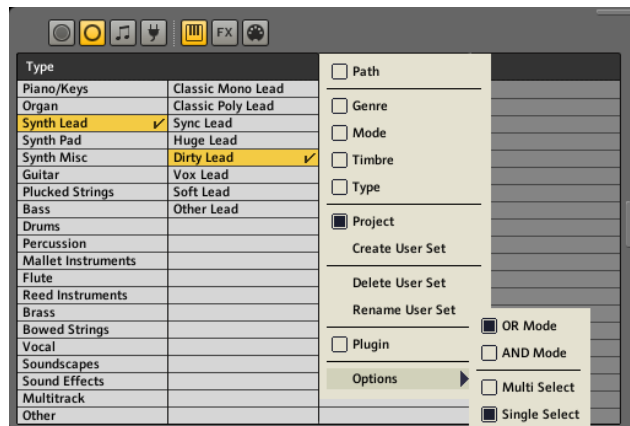 FX
Type
Piano/Keys Classic Mono Lead
Organ Classic Poly Lead
Synth Lead Sync Lead
Synth Pad Huge Lead
Synth Misc Dirty Lead
Guitar Vox Lead
Plucked Strings Soft Lead
Bass Other Lead
Drums
Percussion
Mallet Instruments
Flute
Reed Instruments
Brass
Bowed Strings
Vocal
Soundscapes
Sound Effects
Multitrack
Other
Path
Genre
Mode
Timbre
Type
Project
Create User Set
Delete User Set
Rename User Set
Plugin
Options
OR Mode
AND Mode
Multi Select
Single Select